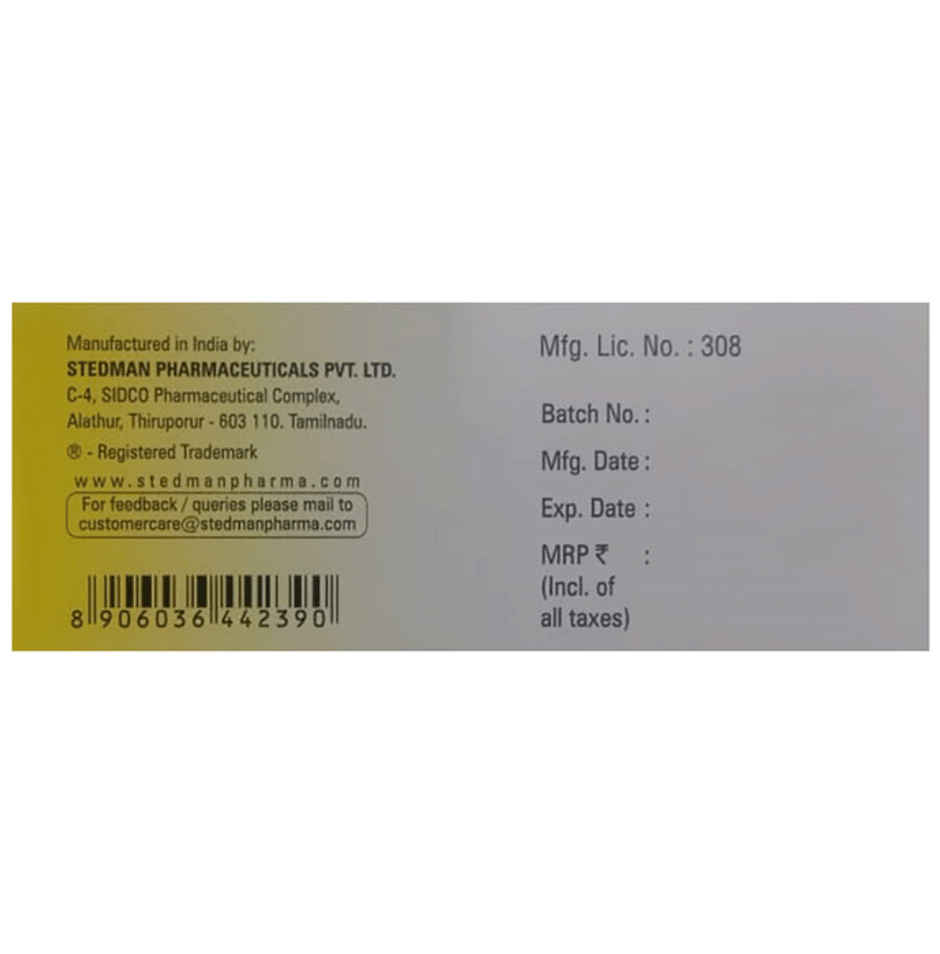 Manufactured in India by:
STEDMAN PHARMACEUTICALS PVT. LTD.
C-4, SIDCO Pharmaceutical Complex,
Alathur, Thiruporur - 603 110. Tamilnadu.
® - Registered Trademark
www.stedmanpharma.com
For feedback / queries please mail to
customercare@stedmanpharma.com
8 906036 442390
Mfg. Lic. No. : 308
Batch No. :
Mfg. Date :
Exp. Date :
MRP ₹ :
(Incl. of
all taxes)